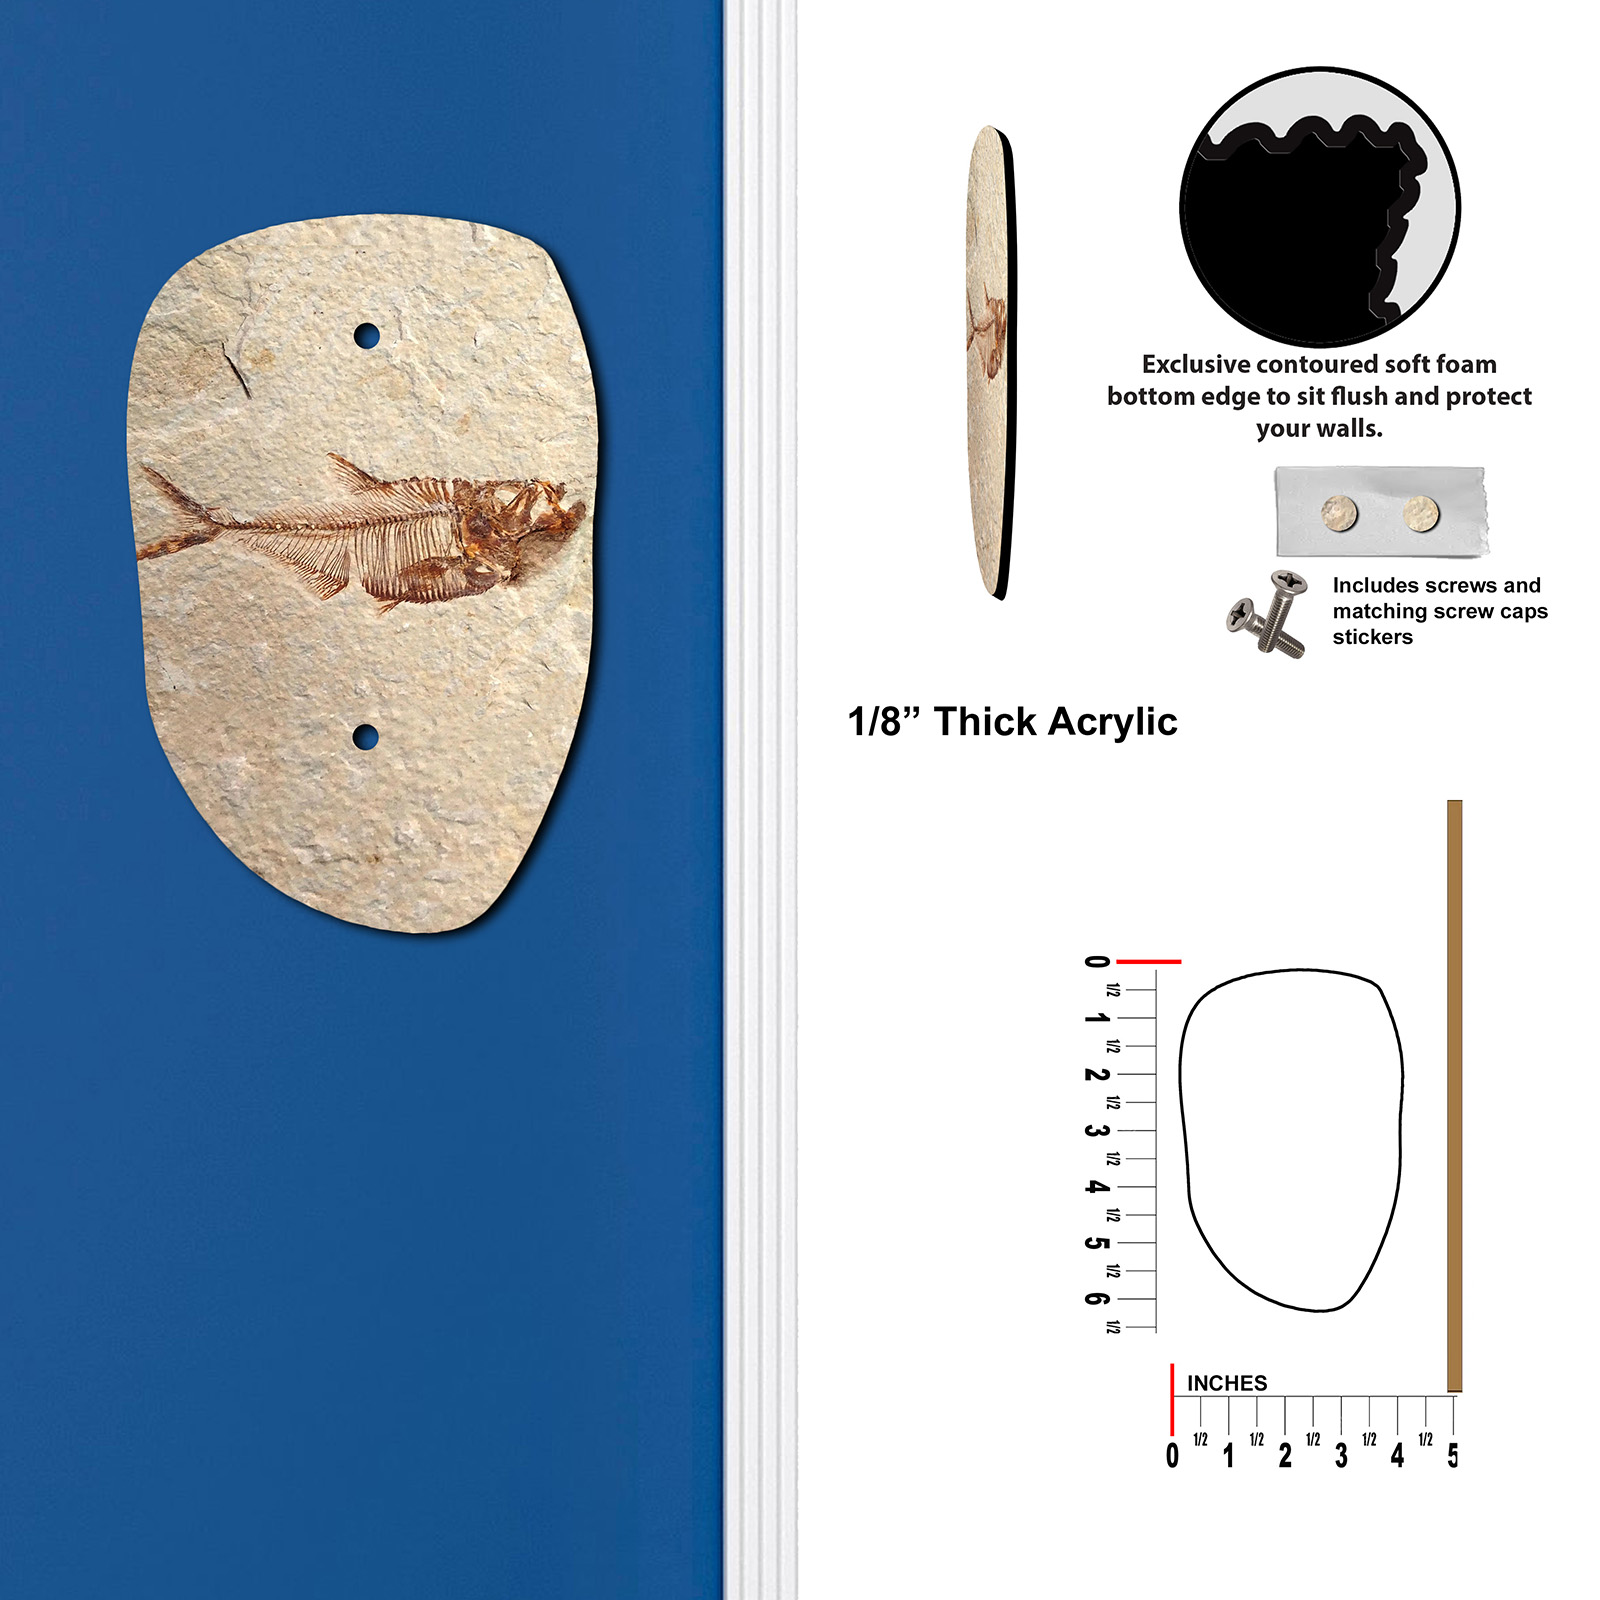 Exclusive contoured soft foam
bottom edge to sit flush and protect
your walls.
Includes screws and
matching screw caps
stickers
1/8” Thick Acrylic
0
1/2
1
1/2
2
1/2
3
1/2
4
1/2
5
1/2
6
1/2
INCHES
0 1/2 1 1/2 2 1/2 3 1/2 4 1/2 5